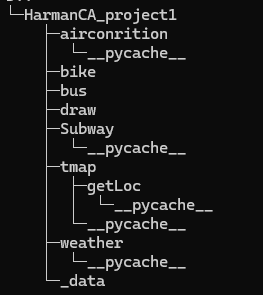 └─HarmanCA_project1
    ├─airconrition
    │  └─__pycache__
    ├─bike
    ├─bus
    ├─draw
    ├─Subway
    │  └─__pycache__
    ├─tmap
    │  ├─getLoc
    │  │  └─__pycache__
    │  └─__pycache__
    ├─weather
    │  └─__pycache__
    └─_data